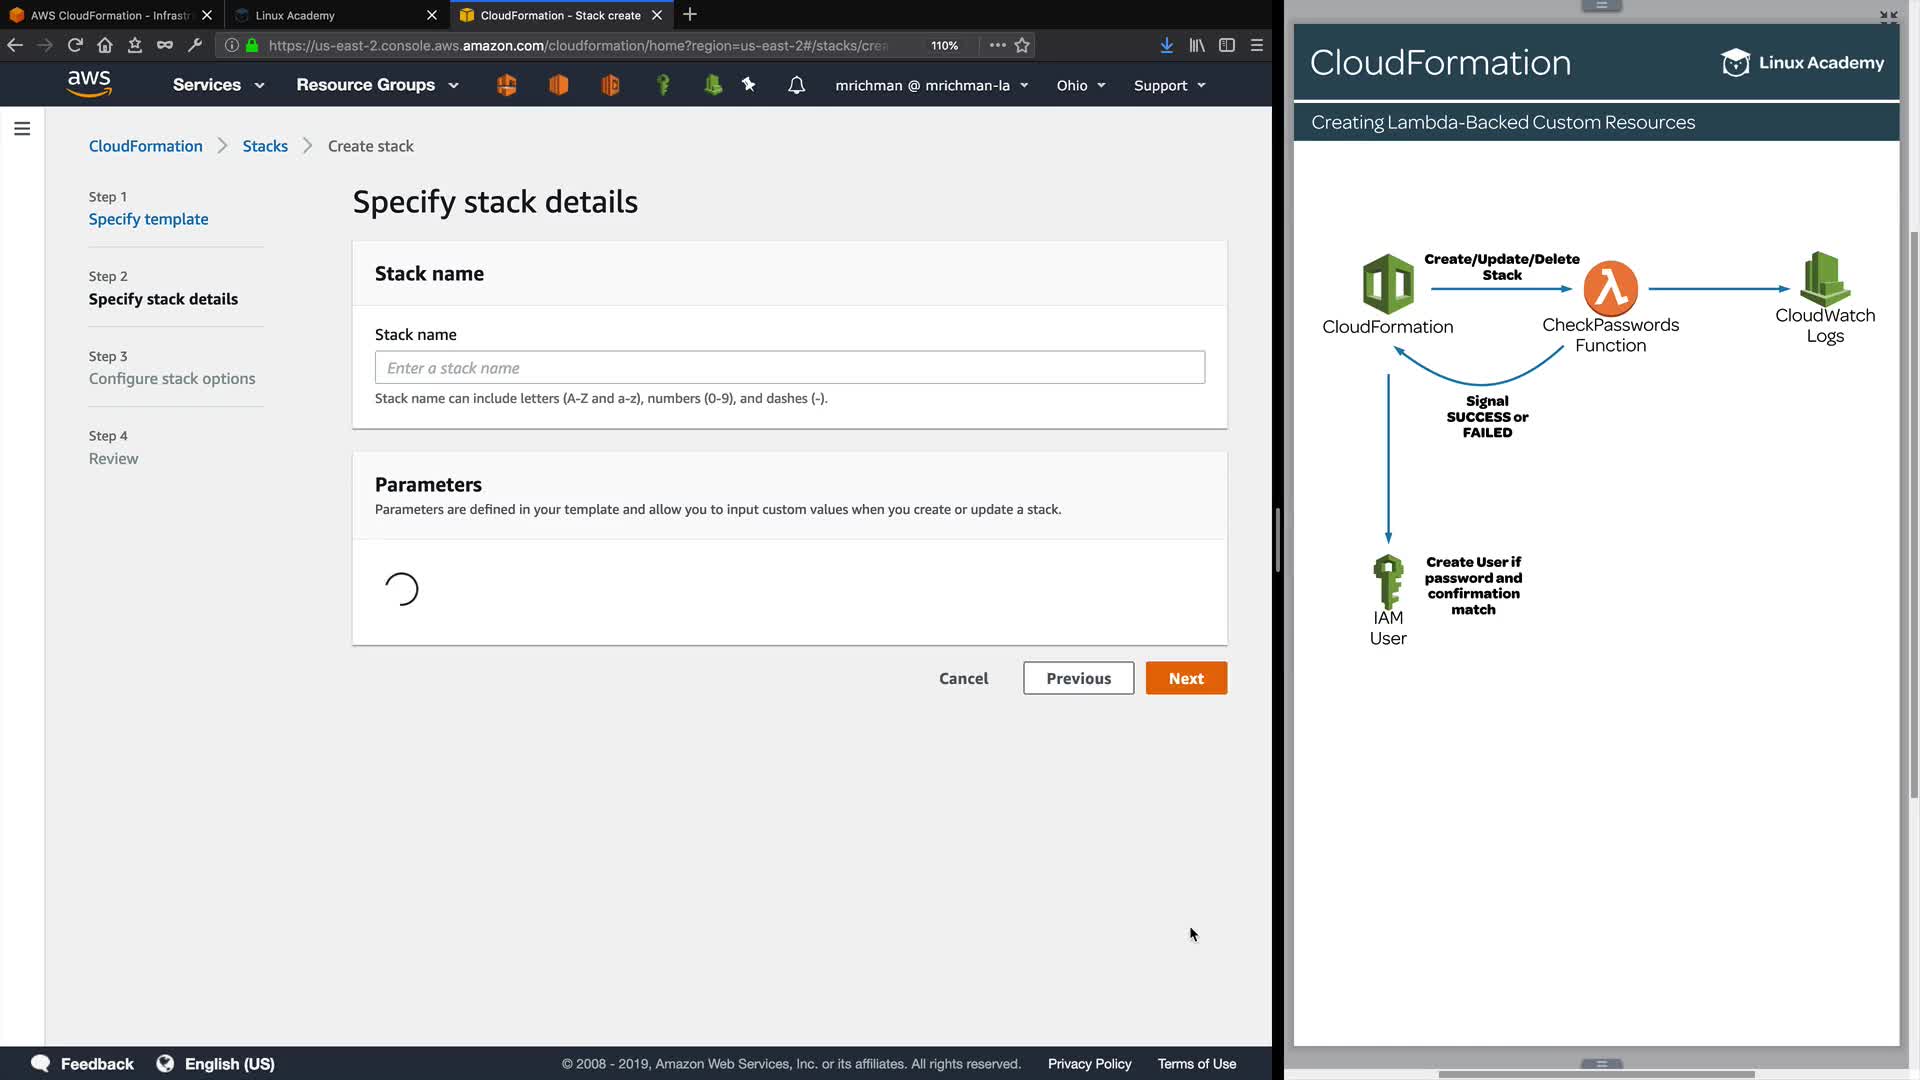 AWS CloudFormation - Infrastr
Linux Academy
CloudFormation - Stack create
https://us-east-2.console.aws.amazon.com/cloudformation/home?region=us-east-2#/stacks/crea
110%
aws
Services
Resource Groups
mrichman @ mrichman-la
Ohio
Support
CloudFormation
Stacks
Create stack
Step 1
Specify template
Step 2
Specify stack details
Step 3
Configure stack options
Step 4
Review
Specify stack details
Stack name
Stack name
Enter a stack name
Stack name can include letters (A-Z and a-z), numbers (0-9), and dashes (-).
Parameters
Parameters are defined in your template and allow you to input custom values when you create or update a stack.
Cancel
Previous
Next
Feedback
English (US)
© 2008 - 2019, Amazon Web Services, Inc. or its affiliates. All rights reserved.
Privacy Policy
Terms of Use
CloudFormation
Linux Academy
Creating Lambda-Backed Custom Resources
Create/Update/Delete
Stack
CloudFormation
CheckPasswords
Function
CloudWatch
Logs
Signal
SUCCESS or
FAILED
Create User if
password and
confirmation
match
IAM
User